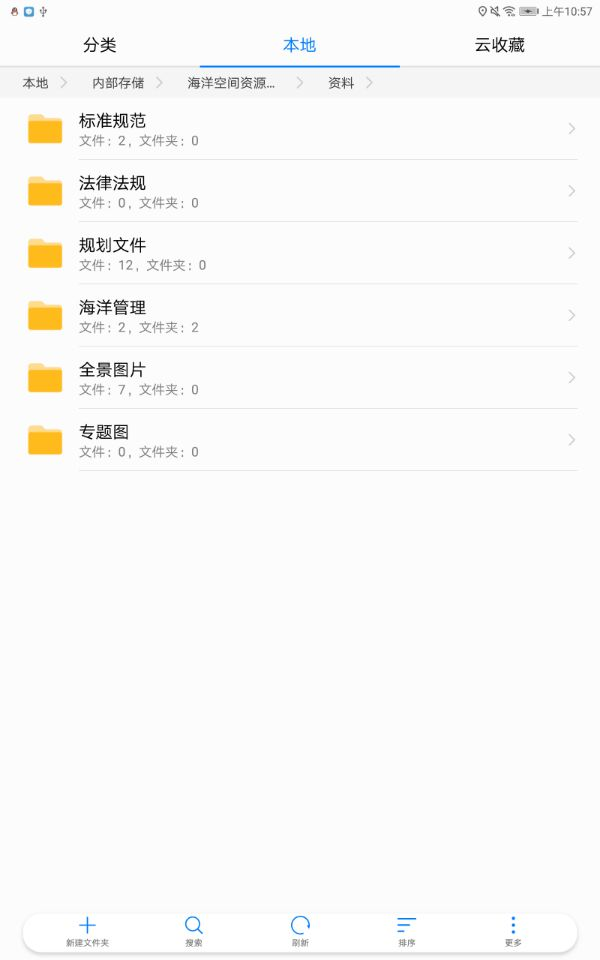 上午10:57
分类 本地 云收藏
本地 内部存储 海洋空间资源... 资料
标准规范
文件：2，文件夹：0
法律法规
文件：0，文件夹：0
规划文件
文件：12，文件夹：0
海洋管理
文件：2，文件夹：2
全景图片
文件：7，文件夹：0
专题图
文件：0，文件夹：0
新建文件夹 搜索 刷新 排序 更多